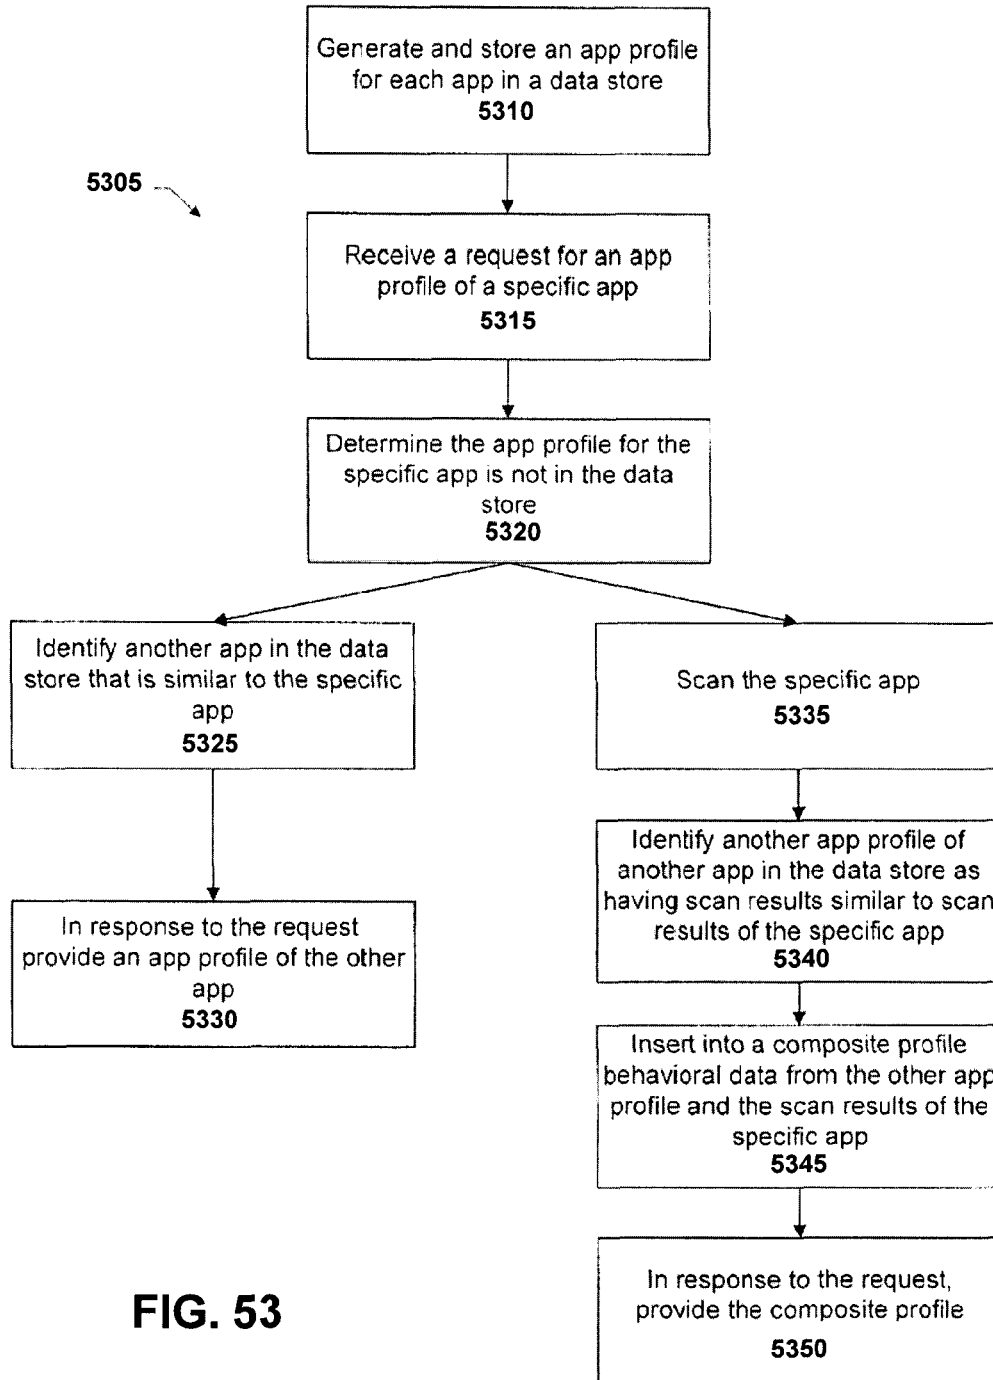 Generate and store an app profile
for each app in a data store
5310
5305
Receive a request for an app
profile of a specific app
5315
Determine the app profile for the
specific app is not in the data
store
5320
Identify another app in the data
store that is similar to the specific
app
5325
In response to the request
provide an app profile of the other
app
5330
Scan the specific app
5335
Identify another app profile of
another app in the data store as
having scan results similar to scan
results of the specific app
5340
Insert into a composite profile
behavioral data from the other app
profile and the scan results of the
specific app
5345
In response to the request,
provide the composite profile
5350
FIG. 53